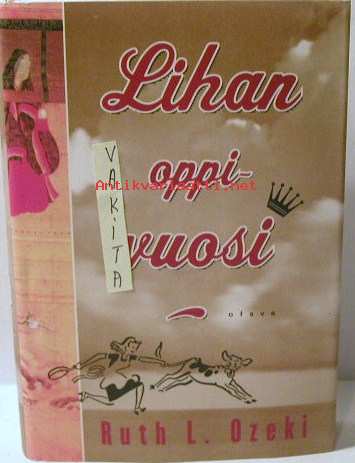 Lihan
oppi-
vuosi
VAKITA
Antikvariaatti.net
otava
Ruth L. Ozeki